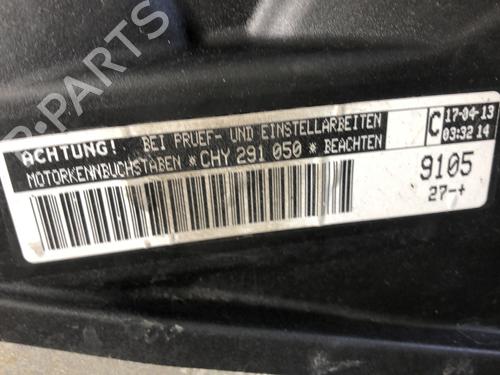 PARTS
ACHTUNG! BEI PRUEF- UND EINSTELLARBEITEN
MOTORKENNBUCHSTABEN *CHY 291 050* BEACHTEN
C 17-04-13
03:32 14
9105
27-+